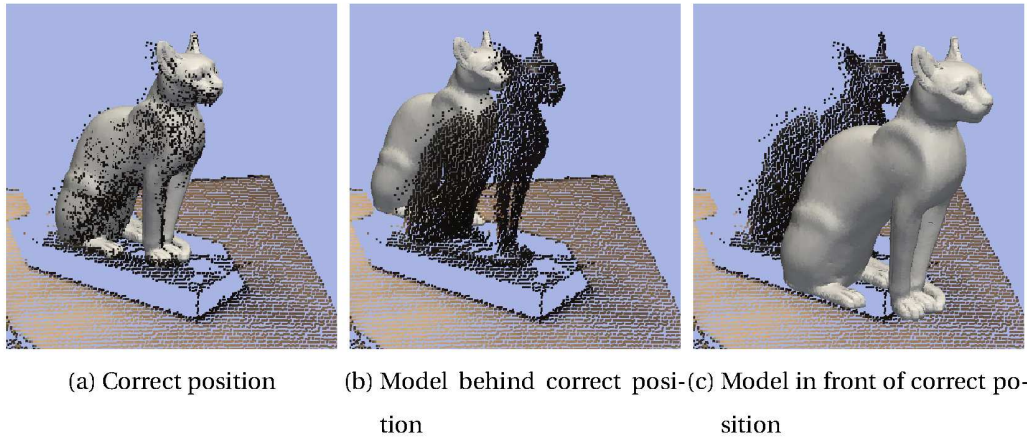 (a) Correct position
(b) Model behind correct posi-
tion
(c) Model in front of correct po-
sition